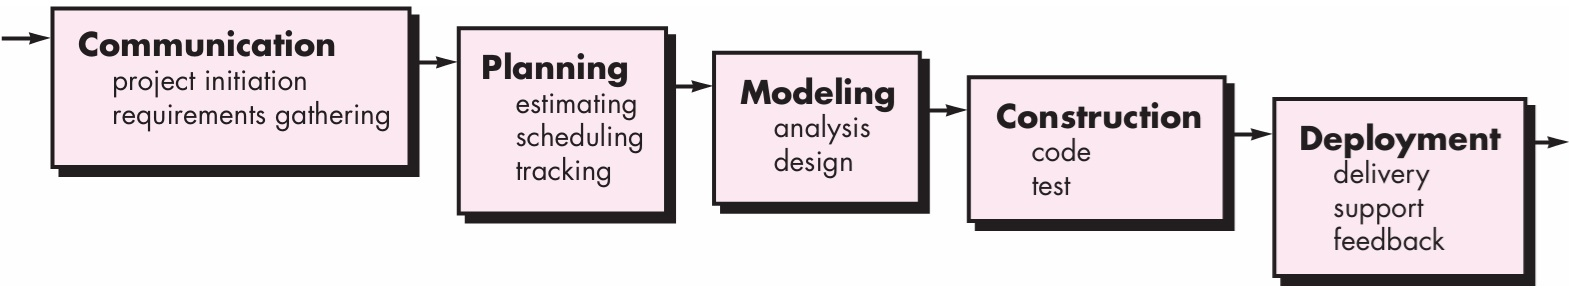 Communication
project initiation
requirements gathering
Planning
estimating
scheduling
tracking
Modeling
analysis
design
Construction
code
test
Deployment
delivery
support
feedback